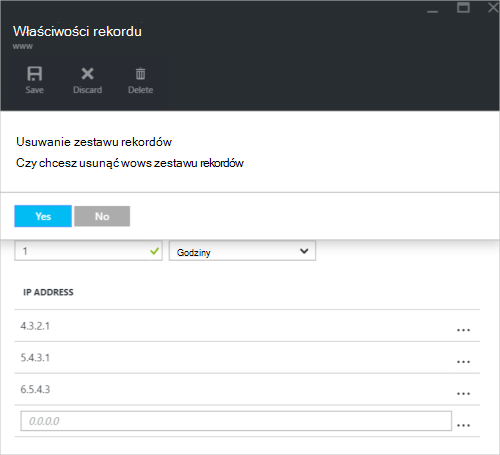 Właściwości rekordu
www
Save Discard Delete
Usuwanie zestawu rekordów
Czy chcesz usunąć wows zestawu rekordów
Yes No
1 Godziny
IP ADDRESS
4.3.2.1
5.4.3.1
6.5.4.3
0.0.0.0